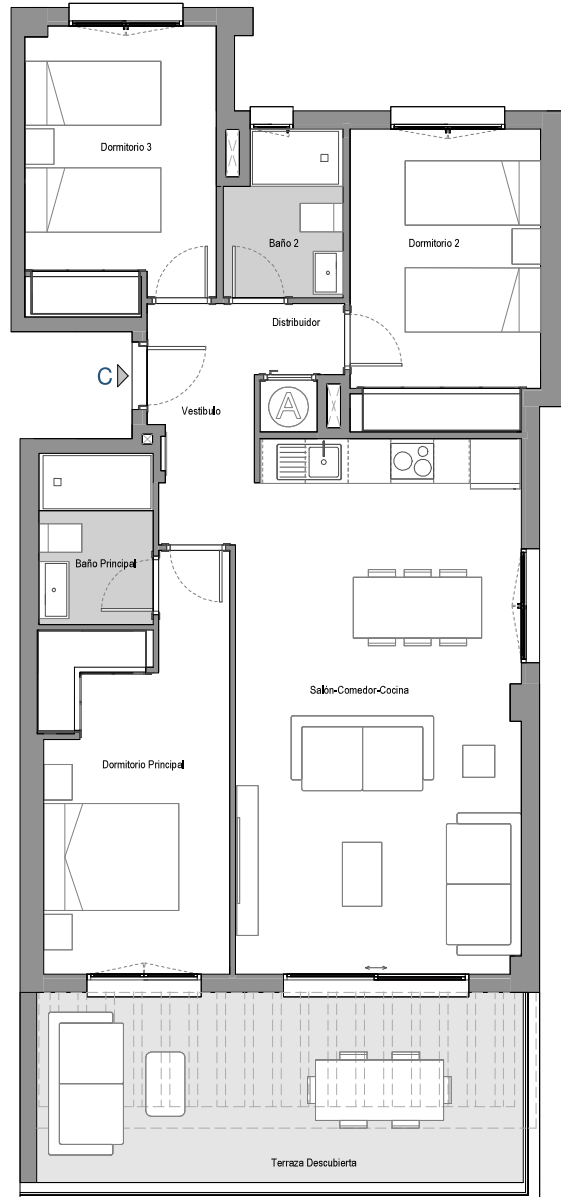 Dormitorio 3
Baño 2
Dormitorio 2
Distribuidor
C
Vestíbulo
A
Baño Principal
Salón-Comedor-Cocina
Dormitorio Principal
Terraza Descubierta